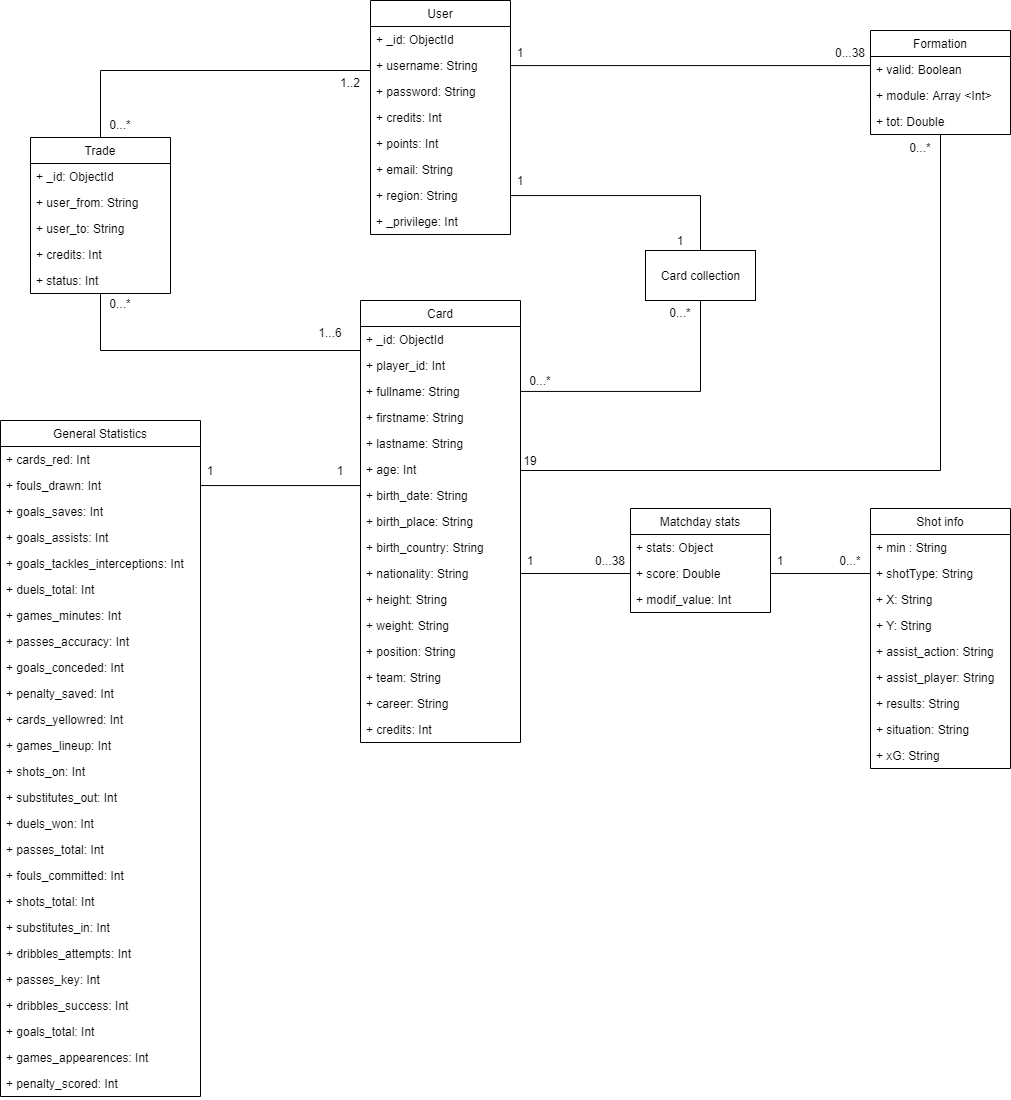 User
+ _id: ObjectId
+ username: String
+ password: String
+ credits: Int
+ points: Int
+ email: String
+ region: String
+ _privilege: Int
1
0...38
Formation
+ valid: Boolean
+ module: Array <Int>
+ tot: Double
0...*
1...2
0...*
Trade
+ _id: ObjectId
+ user_from: String
+ user_to: String
+ credits: Int
+ status: Int
0...*
1...6
1
1
Card collection
0...*
0...*
Card
+ _id: ObjectId
+ player_id: Int
+ fullname: String
+ firstname: String
+ lastname: String
+ age: Int
+ birth_date: String
+ birth_place: String
+ birth_country: String
+ nationality: String
+ height: String
+ weight: String
+ position: String
+ team: String
+ career: String
+ credits: Int
19
General Statistics
+ cards_red: Int
+ fouls_drawn: Int
+ goals_saves: Int
+ goals_assists: Int
+ goals_tackles_interceptions: Int
+ duels_total: Int
+ games_minutes: Int
+ passes_accuracy: Int
+ goals_conceded: Int
+ penalty_saved: Int
+ cards_yellowred: Int
+ games_lineup: Int
+ shots_on: Int
+ substitutes_out: Int
+ duels_won: Int
+ passes_total: Int
+ fouls_committed: Int
+ shots_total: Int
+ substitutes_in: Int
+ dribbles_attempts: Int
+ passes_key: Int
+ dribbles_success: Int
+ goals_total: Int
+ games_appearences: Int
+ penalty_scored: Int
1
1
1
0...38
Matchday stats
+ stats: Object
+ score: Double
+ modif_value: Int
1
0...*
Shot info
+ min : String
+ shotType: String
+ X: String
+ Y: String
+ assist_action: String
+ assist_player: String
+ results: String
+ situation: String
+ xG: String